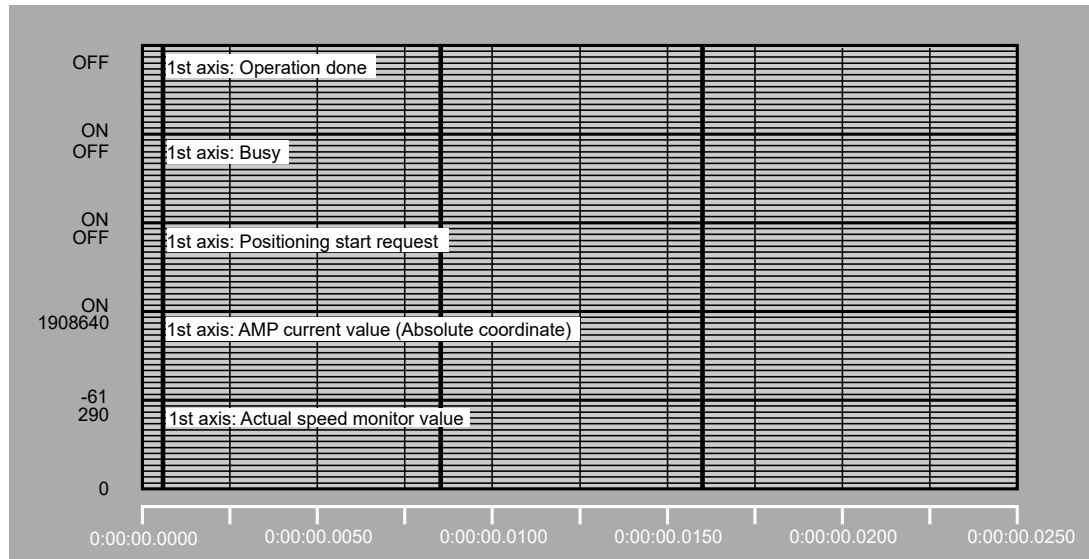 OFF
1st axis: Operation done
ON
OFF
1st axis: Busy
ON
OFF
1st axis: Positioning start request
ON
1908640
1st axis: AMP current value (Absolute coordinate)
-61
290
1st axis: Actual speed monitor value
0
0:00:00.0000 0:00:00.0050 0:00:00.0100 0:00:00.0150 0:00:00.0200 0:00:00.0250